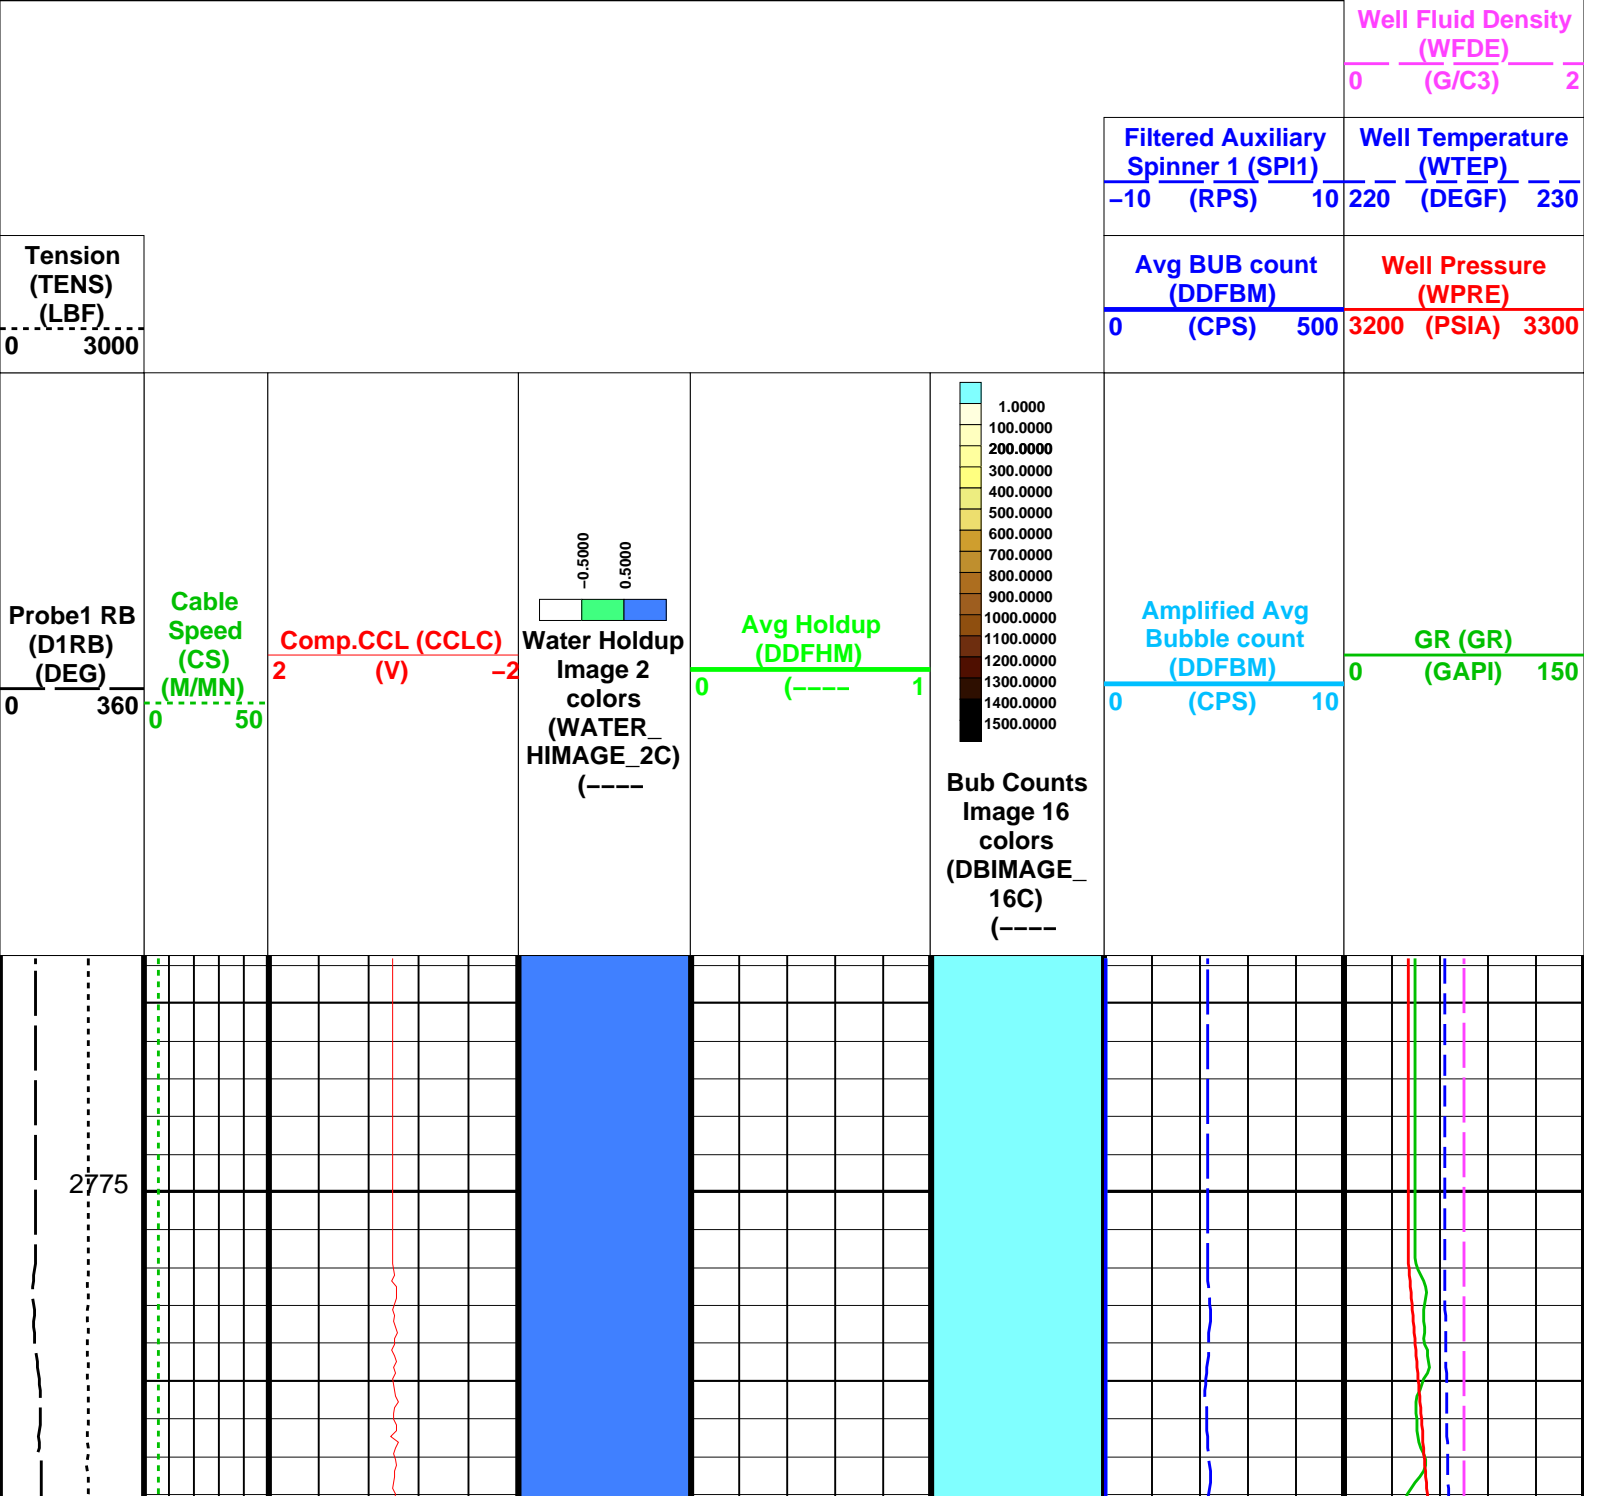 Well Fluid Density
(WFDE)
0 (G/C3) 2
Filtered Auxiliary
Spinner 1 (SPI1)
−10 (RPS) 10
Well Temperature
(WTEP)
220 (DEGF) 230
Tension
(TENS)
(LBF)
0 3000
Avg BUB count
(DDFBM)
0 (CPS) 500
Well Pressure
(WPRE)
3200 (PSIA) 3300
Probe1 RB
(D1RB)
(DEG)
0 360
Cable
Speed
(CS)
(M/MN)
0 50
Comp.CCL (CCLC)
2 (V) −2
−0.5000
0.5000
Water Holdup
Image 2
colors
(WATER_
HIMAGE_2C)
(−−−−
Avg Holdup
(DDFHM)
0 (−−−− 1
1.0000
100.0000
200.0000
300.0000
400.0000
500.0000
600.0000
700.0000
800.0000
900.0000
1000.0000
1100.0000
1200.0000
1300.0000
1400.0000
1500.0000
Bub Counts
Image 16
colors
(DBIMAGE_
16C)
(−−−−
Amplified Avg
Bubble count
(DDFBM)
0 (CPS) 10
GR (GR)
0 (GAPI) 150
2775